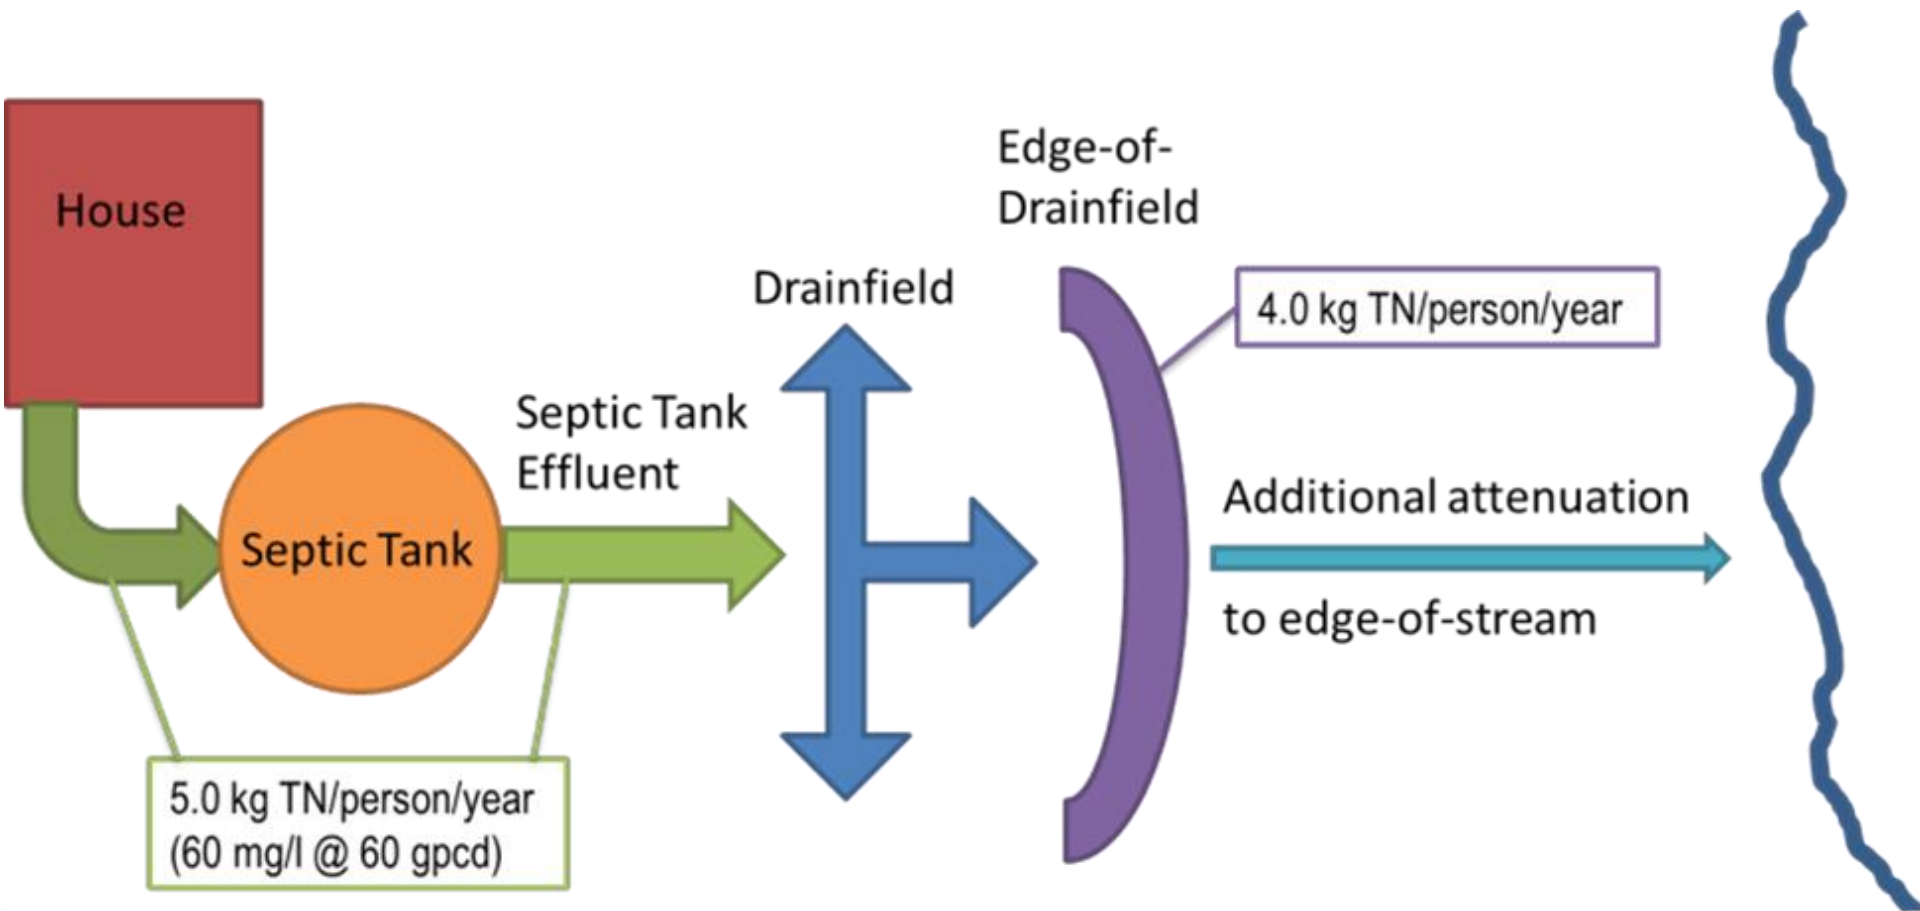 House
Septic Tank
5.0 kg TN/person/year
(60 mg/l @ 60 gpcd)
Septic Tank
Effluent
Drainfield
Edge-of-
Drainfield
4.0 kg TN/person/year
Additional attenuation
to edge-of-stream